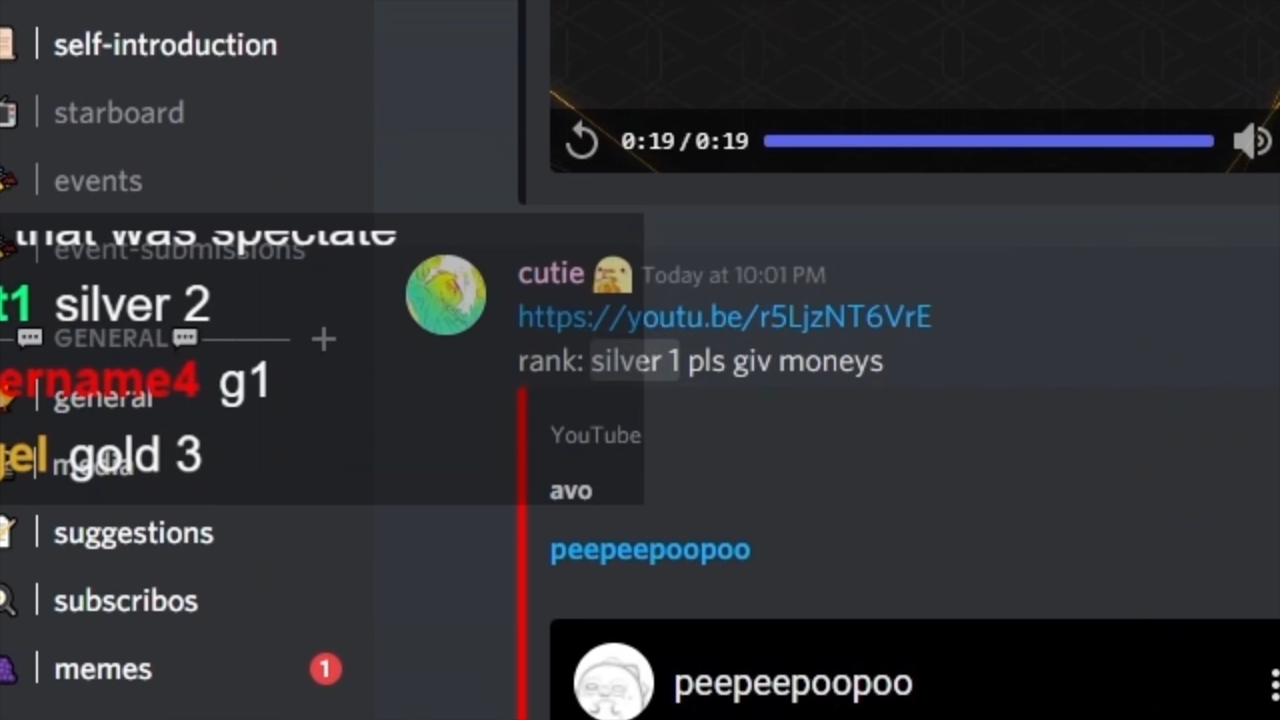 self-introduction
starboard
events
event-submissions
GENERAL
general
media
suggestions
subscribos
memes
1
that was spectate
t1 silver 2
ername4 g1
gel gold 3
0:19/0:19
cutie Today at 10:01 PM
https://youtu.be/r5LjzNT6VrE
rank: silver 1 pls giv moneys
YouTube
avo
peepeepoopoo
peepeepoopoo